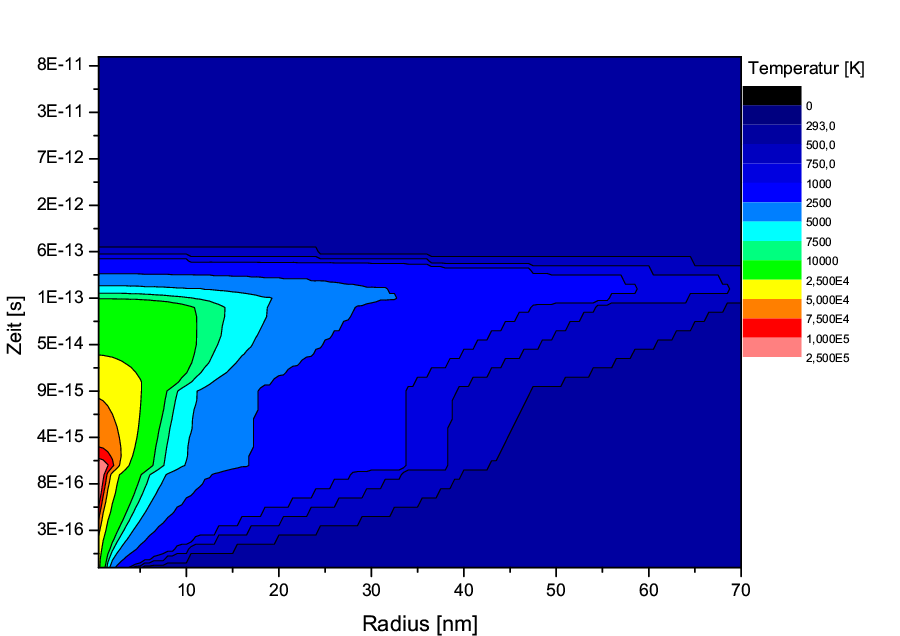 Temperatur [K]
0
293,0
500,0
750,0
1000
2500
5000
7500
10000
2,500E4
5,000E4
7,500E4
1,000E5
2,500E5
Zeit [s]
8E-11
3E-11
7E-12
2E-12
6E-13
1E-13
5E-14
9E-15
4E-15
8E-16
3E-16
10 20 30 40 50 60 70
Radius [nm]